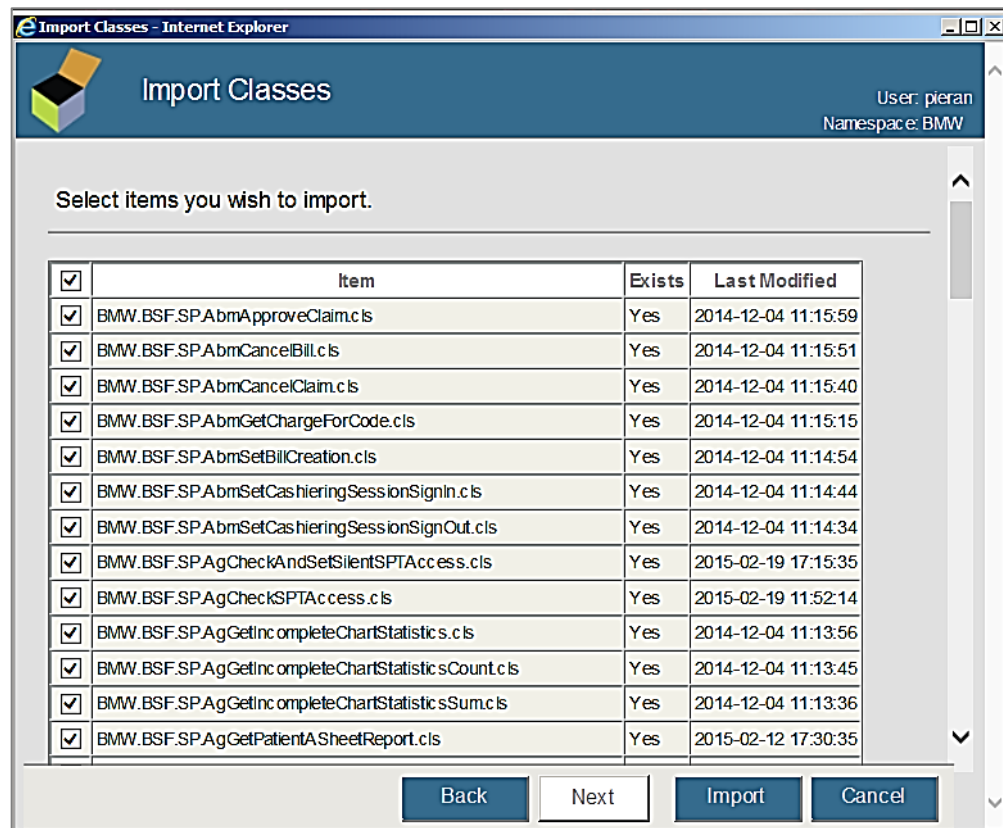 Import Classes - Internet Explorer
Import Classes
User: pieran
Namespace: BMW
Select items you wish to import.
Item Exists Last Modified
BMW.BSF.SP.AbmApproveClaim.cls Yes 2014-12-04 11:15:59
BMW.BSF.SP.AbmCancelBill.cls Yes 2014-12-04 11:15:51
BMW.BSF.SP.AbmCancelClaim.cls Yes 2014-12-04 11:15:40
BMW.BSF.SP.AbmGetChargeForCode.cls Yes 2014-12-04 11:15:15
BMW.BSF.SP.AbmSetBillCreation.cls Yes 2014-12-04 11:14:54
BMW.BSF.SP.AbmSetCashieringSessionSignIn.cls Yes 2014-12-04 11:14:44
BMW.BSF.SP.AbmSetCashieringSessionSignOut.cls Yes 2014-12-04 11:14:34
BMW.BSF.SP.AgCheckAndSetSilentSPTAccess.cls Yes 2015-02-19 17:15:35
BMW.BSF.SP.AgCheckSPTAccess.cls Yes 2015-02-19 11:52:14
BMW.BSF.SP.AgGetIncompleteChartStatistics.cls Yes 2014-12-04 11:13:56
BMW.BSF.SP.AgGetIncompleteChartStatisticsCount.cls Yes 2014-12-04 11:13:45
BMW.BSF.SP.AgGetIncompleteChartStatisticsSum.cls Yes 2014-12-04 11:13:36
BMW.BSF.SP.AgGetPatientASheetReport.cls Yes 2015-02-12 17:30:35
Back Next Import Cancel